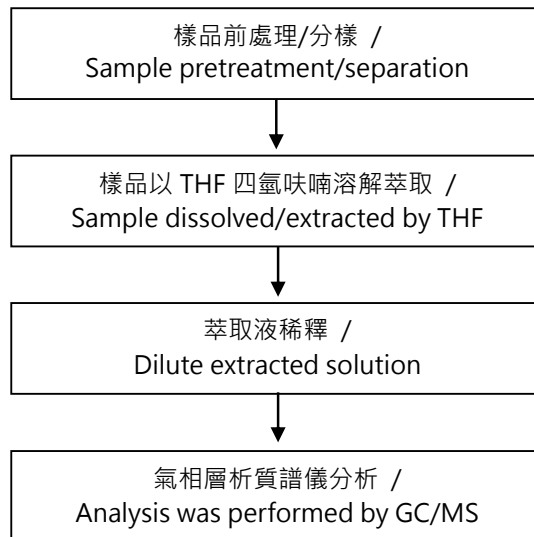 樣品前處理/分樣 /
Sample pretreatment/separation
樣品以 THF 四氫呋喃溶解萃取 /
Sample dissolved/extracted by THF
萃取液稀釋 /
Dilute extracted solution
氣相層析質譜儀分析 /
Analysis was performed by GC/MS